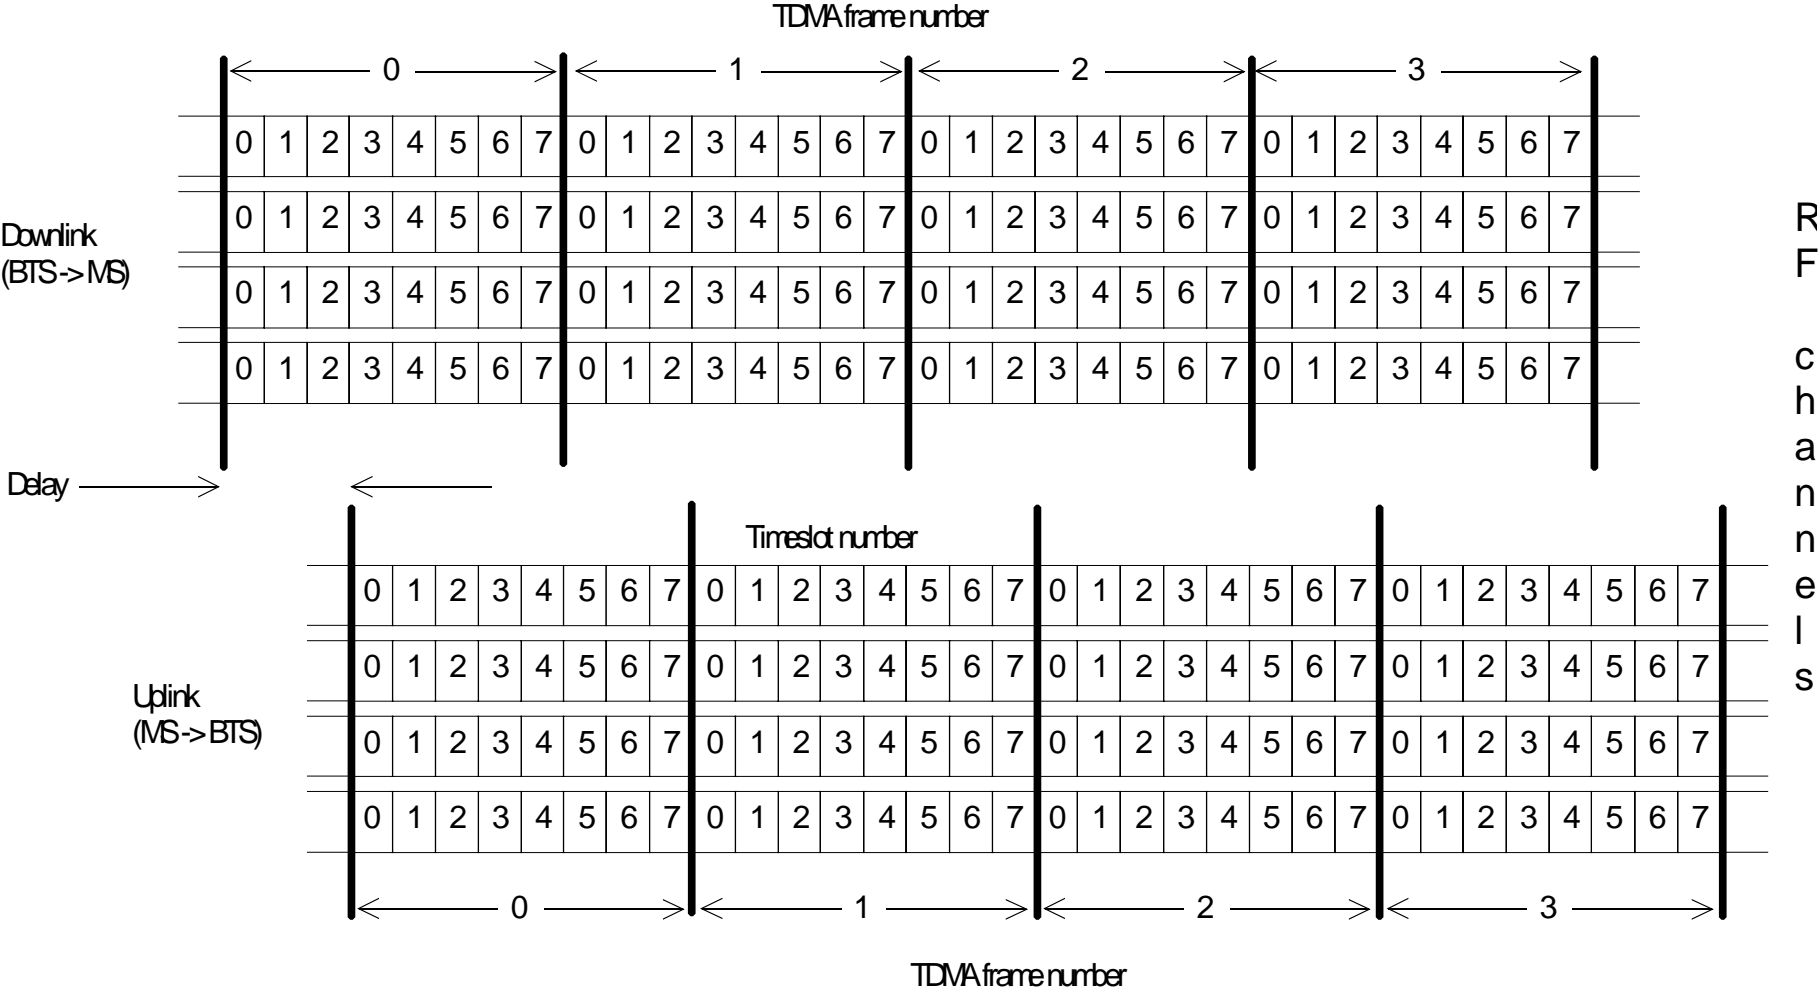 TDMA frame number
0 1 2 3
0 1 2 3 4 5 6 7 0 1 2 3 4 5 6 7 0 1 2 3 4 5 6 7 0 1 2 3 4 5 6 7
0 1 2 3 4 5 6 7 0 1 2 3 4 5 6 7 0 1 2 3 4 5 6 7 0 1 2 3 4 5 6 7
Downlink
(BTS -> MS)
0 1 2 3 4 5 6 7 0 1 2 3 4 5 6 7 0 1 2 3 4 5 6 7 0 1 2 3 4 5 6 7
0 1 2 3 4 5 6 7 0 1 2 3 4 5 6 7 0 1 2 3 4 5 6 7 0 1 2 3 4 5 6 7
Delay
Timeslot number
0 1 2 3 4 5 6 7 0 1 2 3 4 5 6 7 0 1 2 3 4 5 6 7 0 1 2 3 4 5 6 7
0 1 2 3 4 5 6 7 0 1 2 3 4 5 6 7 0 1 2 3 4 5 6 7 0 1 2 3 4 5 6 7
Uplink
(MS -> BTS)
0 1 2 3 4 5 6 7 0 1 2 3 4 5 6 7 0 1 2 3 4 5 6 7 0 1 2 3 4 5 6 7
0 1 2 3 4 5 6 7 0 1 2 3 4 5 6 7 0 1 2 3 4 5 6 7 0 1 2 3 4 5 6 7
0 1 2 3
TDMA frame number
RF channels